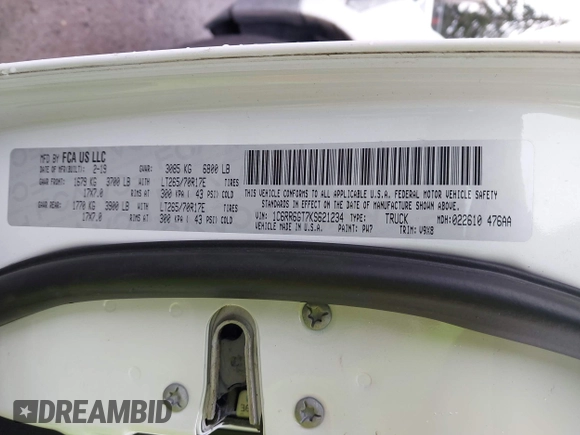 MFD BY FCA US LLC
DATE OF MFR(BUILT): 2-19 GVWR: 3085 KG 6800 LB
GAWR FRONT: 1679 KG 3700 LB WITH LT265/70R17E TIRES
17X7.0 RIMS AT 300 KPA ( 43 PSI) COLD
GAWR REAR: 1770 KG 3900 LB WITH LT265/70R17E TIRES
17X7.0 RIMS AT 300 KPA ( 43 PSI) COLD
THIS VEHICLE CONFORMS TO ALL APPLICABLE U.S.A. FEDERAL MOTOR VEHICLE SAFETY
STANDARDS IN EFFECT ON THE DATE OF MANUFACTURE SHOWN ABOVE.
VIN: 1C6RR6GT7KS621234 TYPE: TRUCK MDH: 022610 476AA
VEHICLE MADE IN U.S.A. PAINT: PW7 TRIM: V9X8
DREAMBID